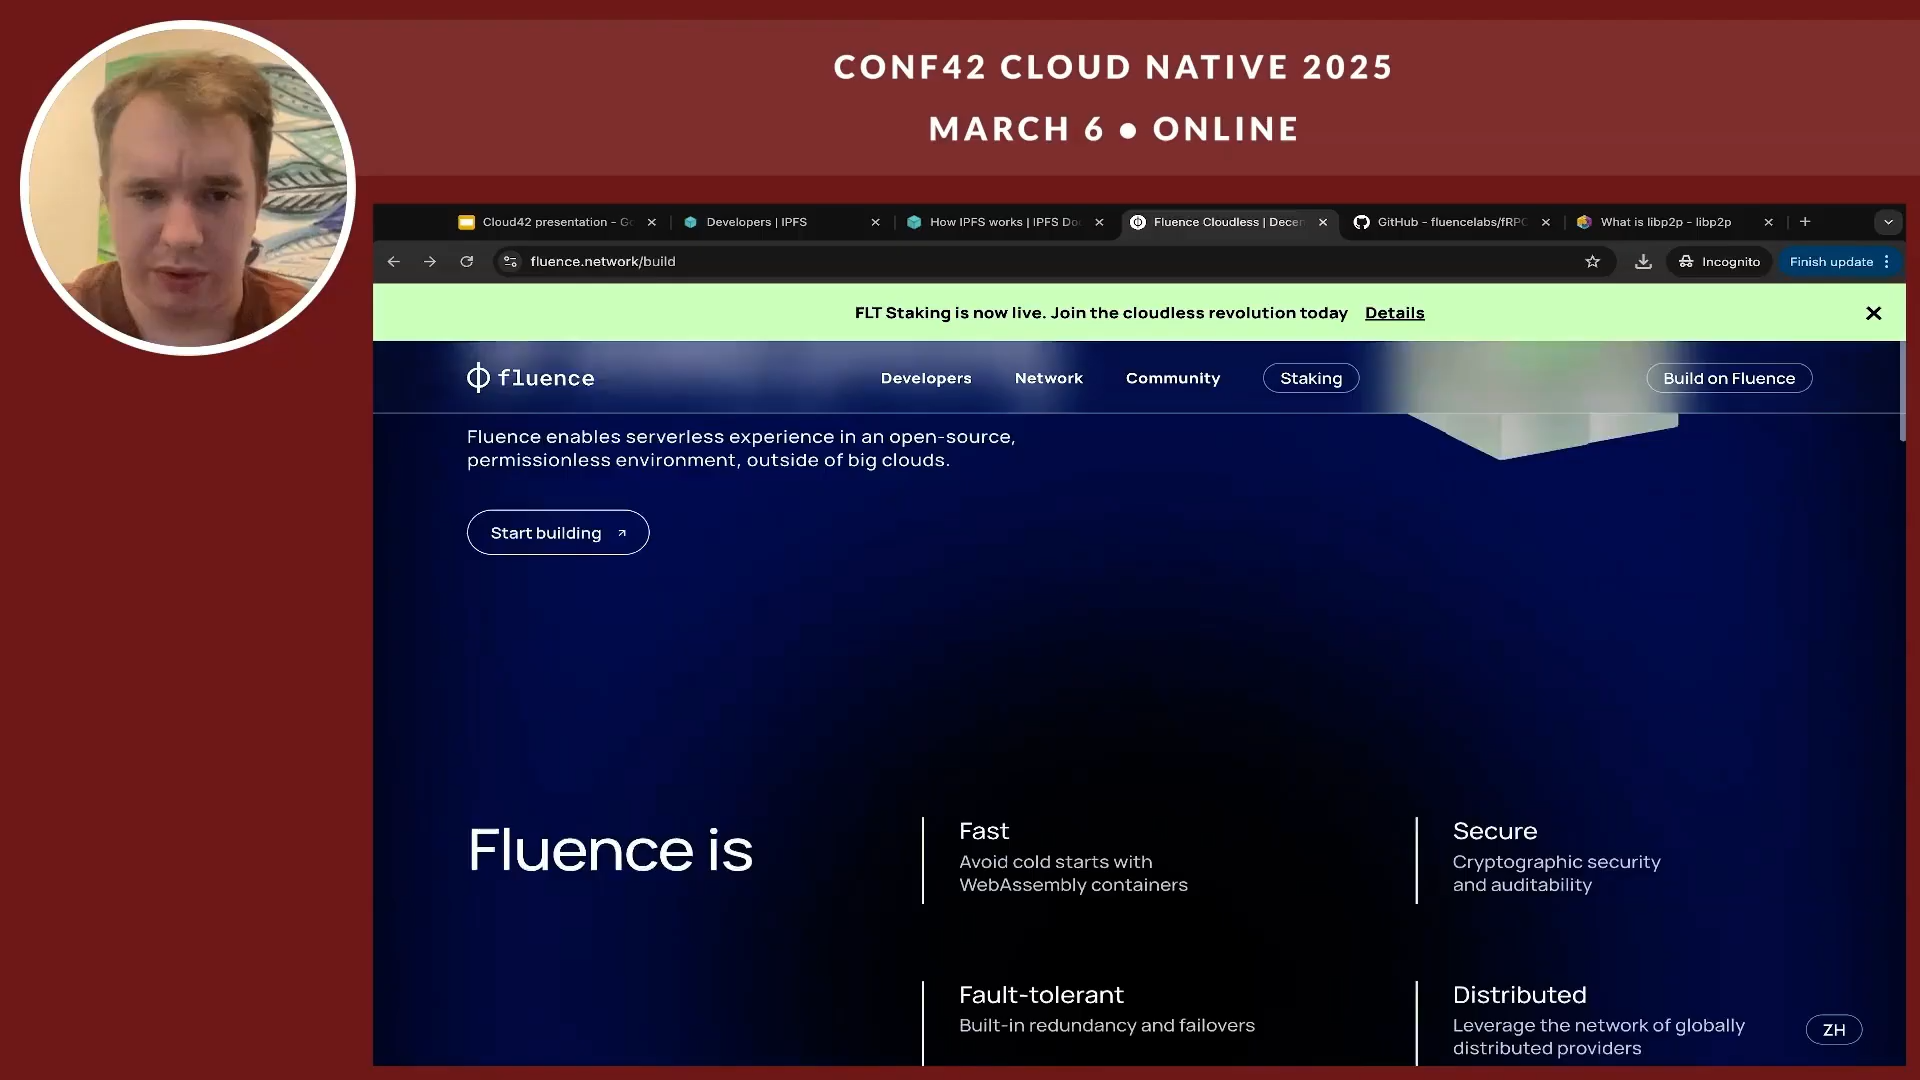 CONF42 CLOUD NATIVE 2025
MARCH 6 ● ONLINE
Cloud42 presentation - Go
Developers | IPFS
How IPFS works | IPFS Do
Fluence Cloudless | Decen
GitHub - fluencelabs/fRPC
What is libp2p - libp2p
fluence.network/build
Incognito
Finish update
FLT Staking is now live. Join the cloudless revolution today Details
fluence
Developers
Network
Community
Staking
Build on Fluence
Fluence enables serverless experience in an open-source,
permissionless environment, outside of big clouds.
Start building
Fluence is
Fast
Avoid cold starts with
WebAssembly containers
Secure
Cryptographic security
and auditability
Fault-tolerant
Built-in redundancy and failovers
Distributed
Leverage the network of globally
distributed providers
ZH